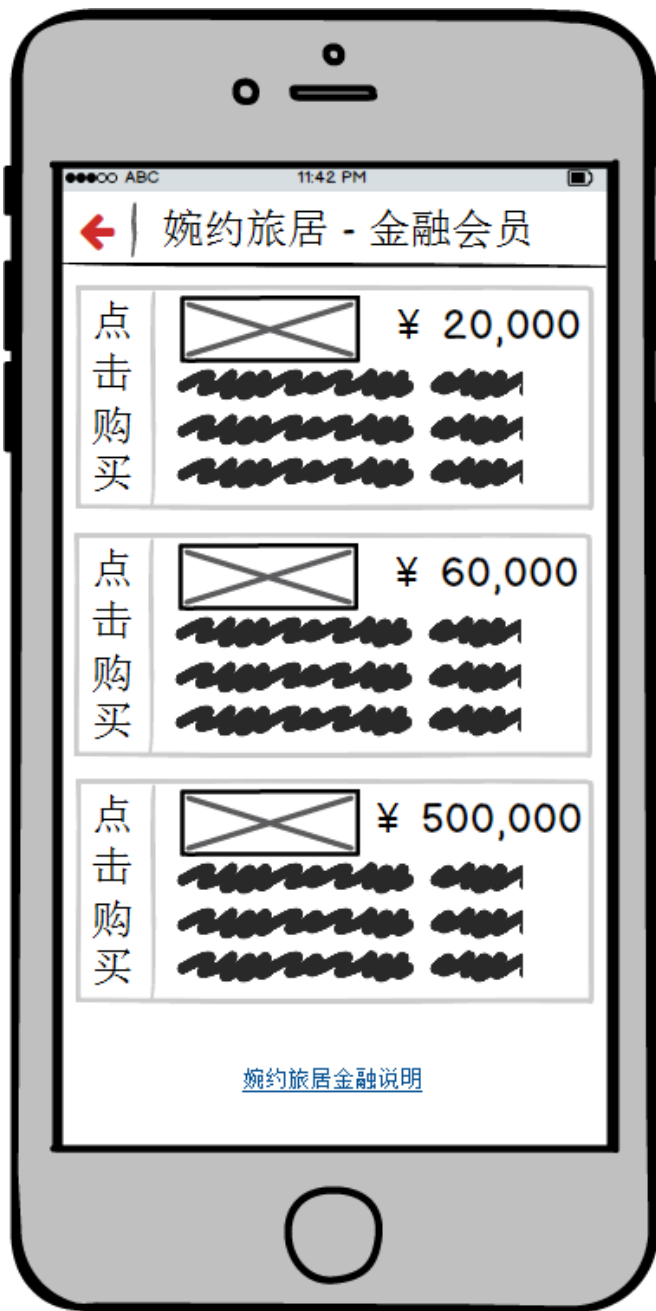 ABC 11:42 PM
婉约旅居 - 金融会员
点击购买
¥ 20,000
点击购买
¥ 60,000
点击购买
¥ 500,000
婉约旅居金融说明